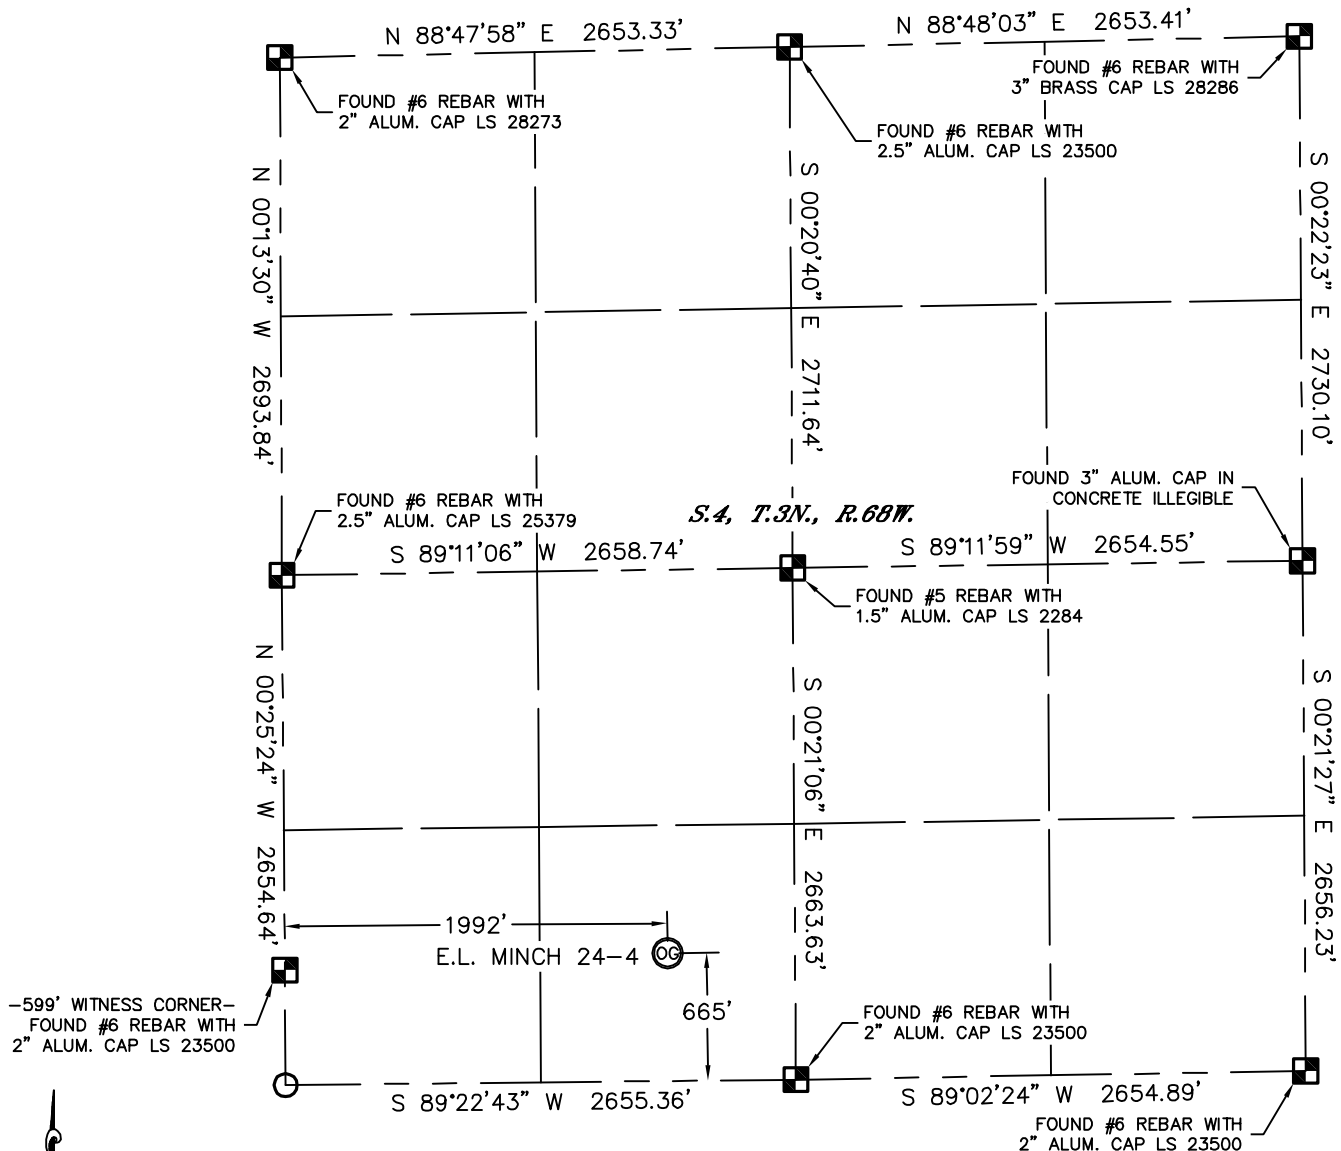 N 88°47'58" E 2653.33'
N 88°48'03" E 2653.41'
FOUND #6 REBAR WITH
2" ALUM. CAP LS 28273
FOUND #6 REBAR WITH
3" BRASS CAP LS 28286
FOUND #6 REBAR WITH
2.5" ALUM. CAP LS 23500
N 00°13'30" W 2693.84'
S 00°20'40" E 2711.64'
S 00°22'23" E 2730.10'
FOUND #6 REBAR WITH
2.5" ALUM. CAP LS 25379
S.4, T.3N., R.68W.
FOUND 3" ALUM. CAP IN
CONCRETE ILLEGIBLE
S 89°11'06" W 2658.74'
S 89°11'59" W 2654.55'
FOUND #5 REBAR WITH
1.5" ALUM. CAP LS 2284
N 00°25'24" W 2654.64'
S 00°21'06" E 2663.63'
S 00°21'27" E 2656.23'
1992'
E.L. MINCH 24-4
OG
665'
-599' WITNESS CORNER-
FOUND #6 REBAR WITH
2" ALUM. CAP LS 23500
FOUND #6 REBAR WITH
2" ALUM. CAP LS 23500
S 89°22'43" W 2655.36'
S 89°02'24" W 2654.89'
FOUND #6 REBAR WITH
2" ALUM. CAP LS 23500